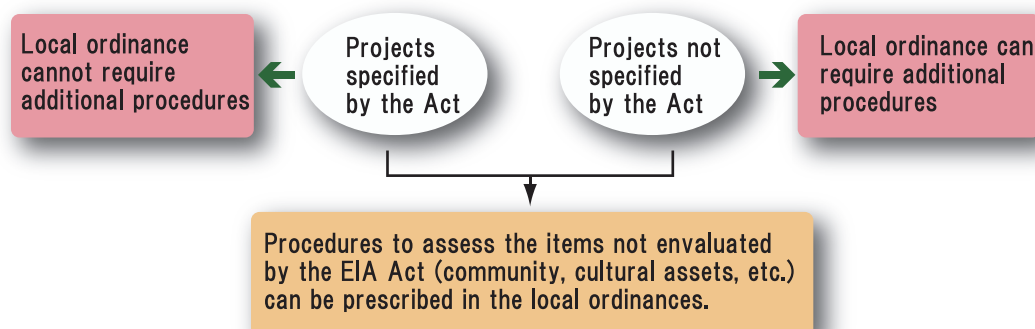 Local ordinance
cannot require
additional procedures
Projects
specified
by the Act
Projects not
specified
by the Act
Local ordinance can
require additional
procedures
Procedures to assess the items not envaluated
by the EIA Act (community, cultural assets, etc.)
can be prescribed in the local ordinances.